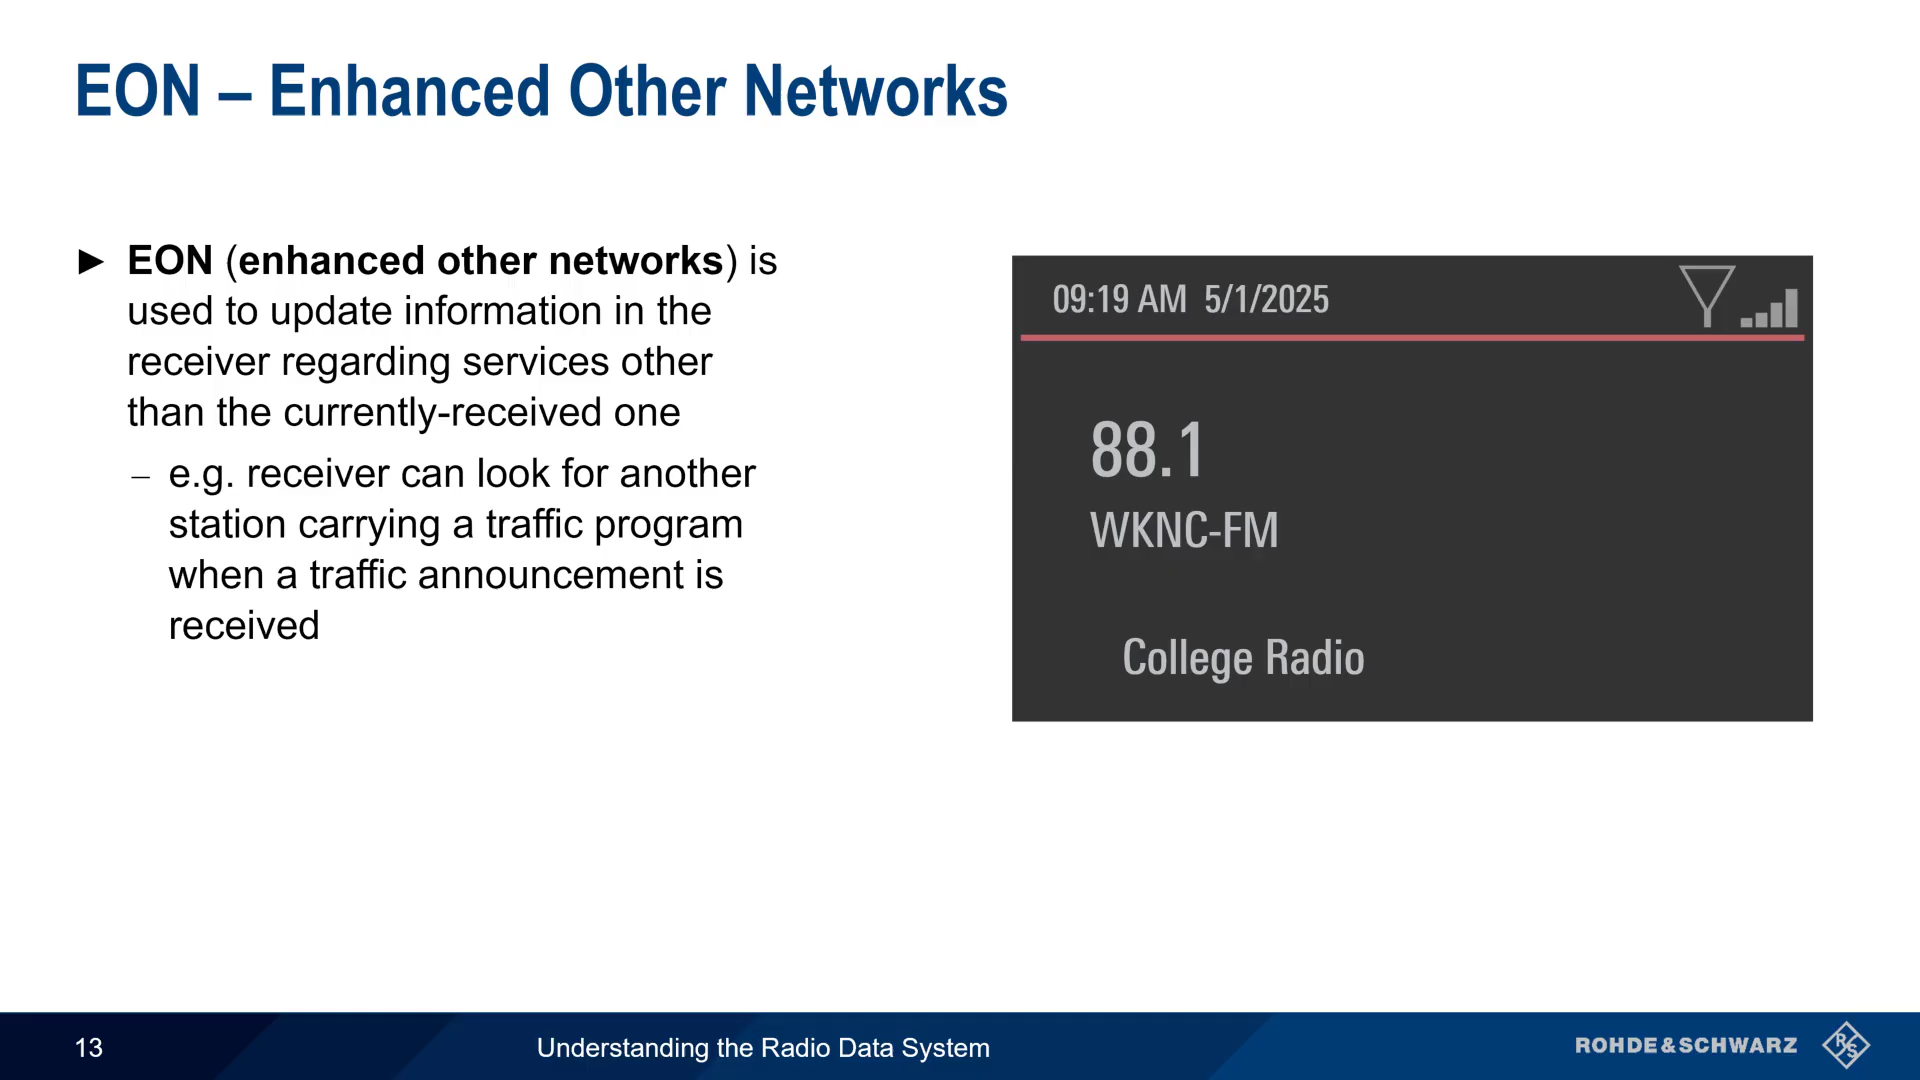 EON – Enhanced Other Networks
► EON (enhanced other networks) is
used to update information in the
receiver regarding services other
than the currently-received one
– e.g. receiver can look for another
station carrying a traffic program
when a traffic announcement is
received
09:19 AM 5/1/2025
88.1
WKNC-FM
College Radio
13
Understanding the Radio Data System
ROHDE&SCHWARZ
R&S